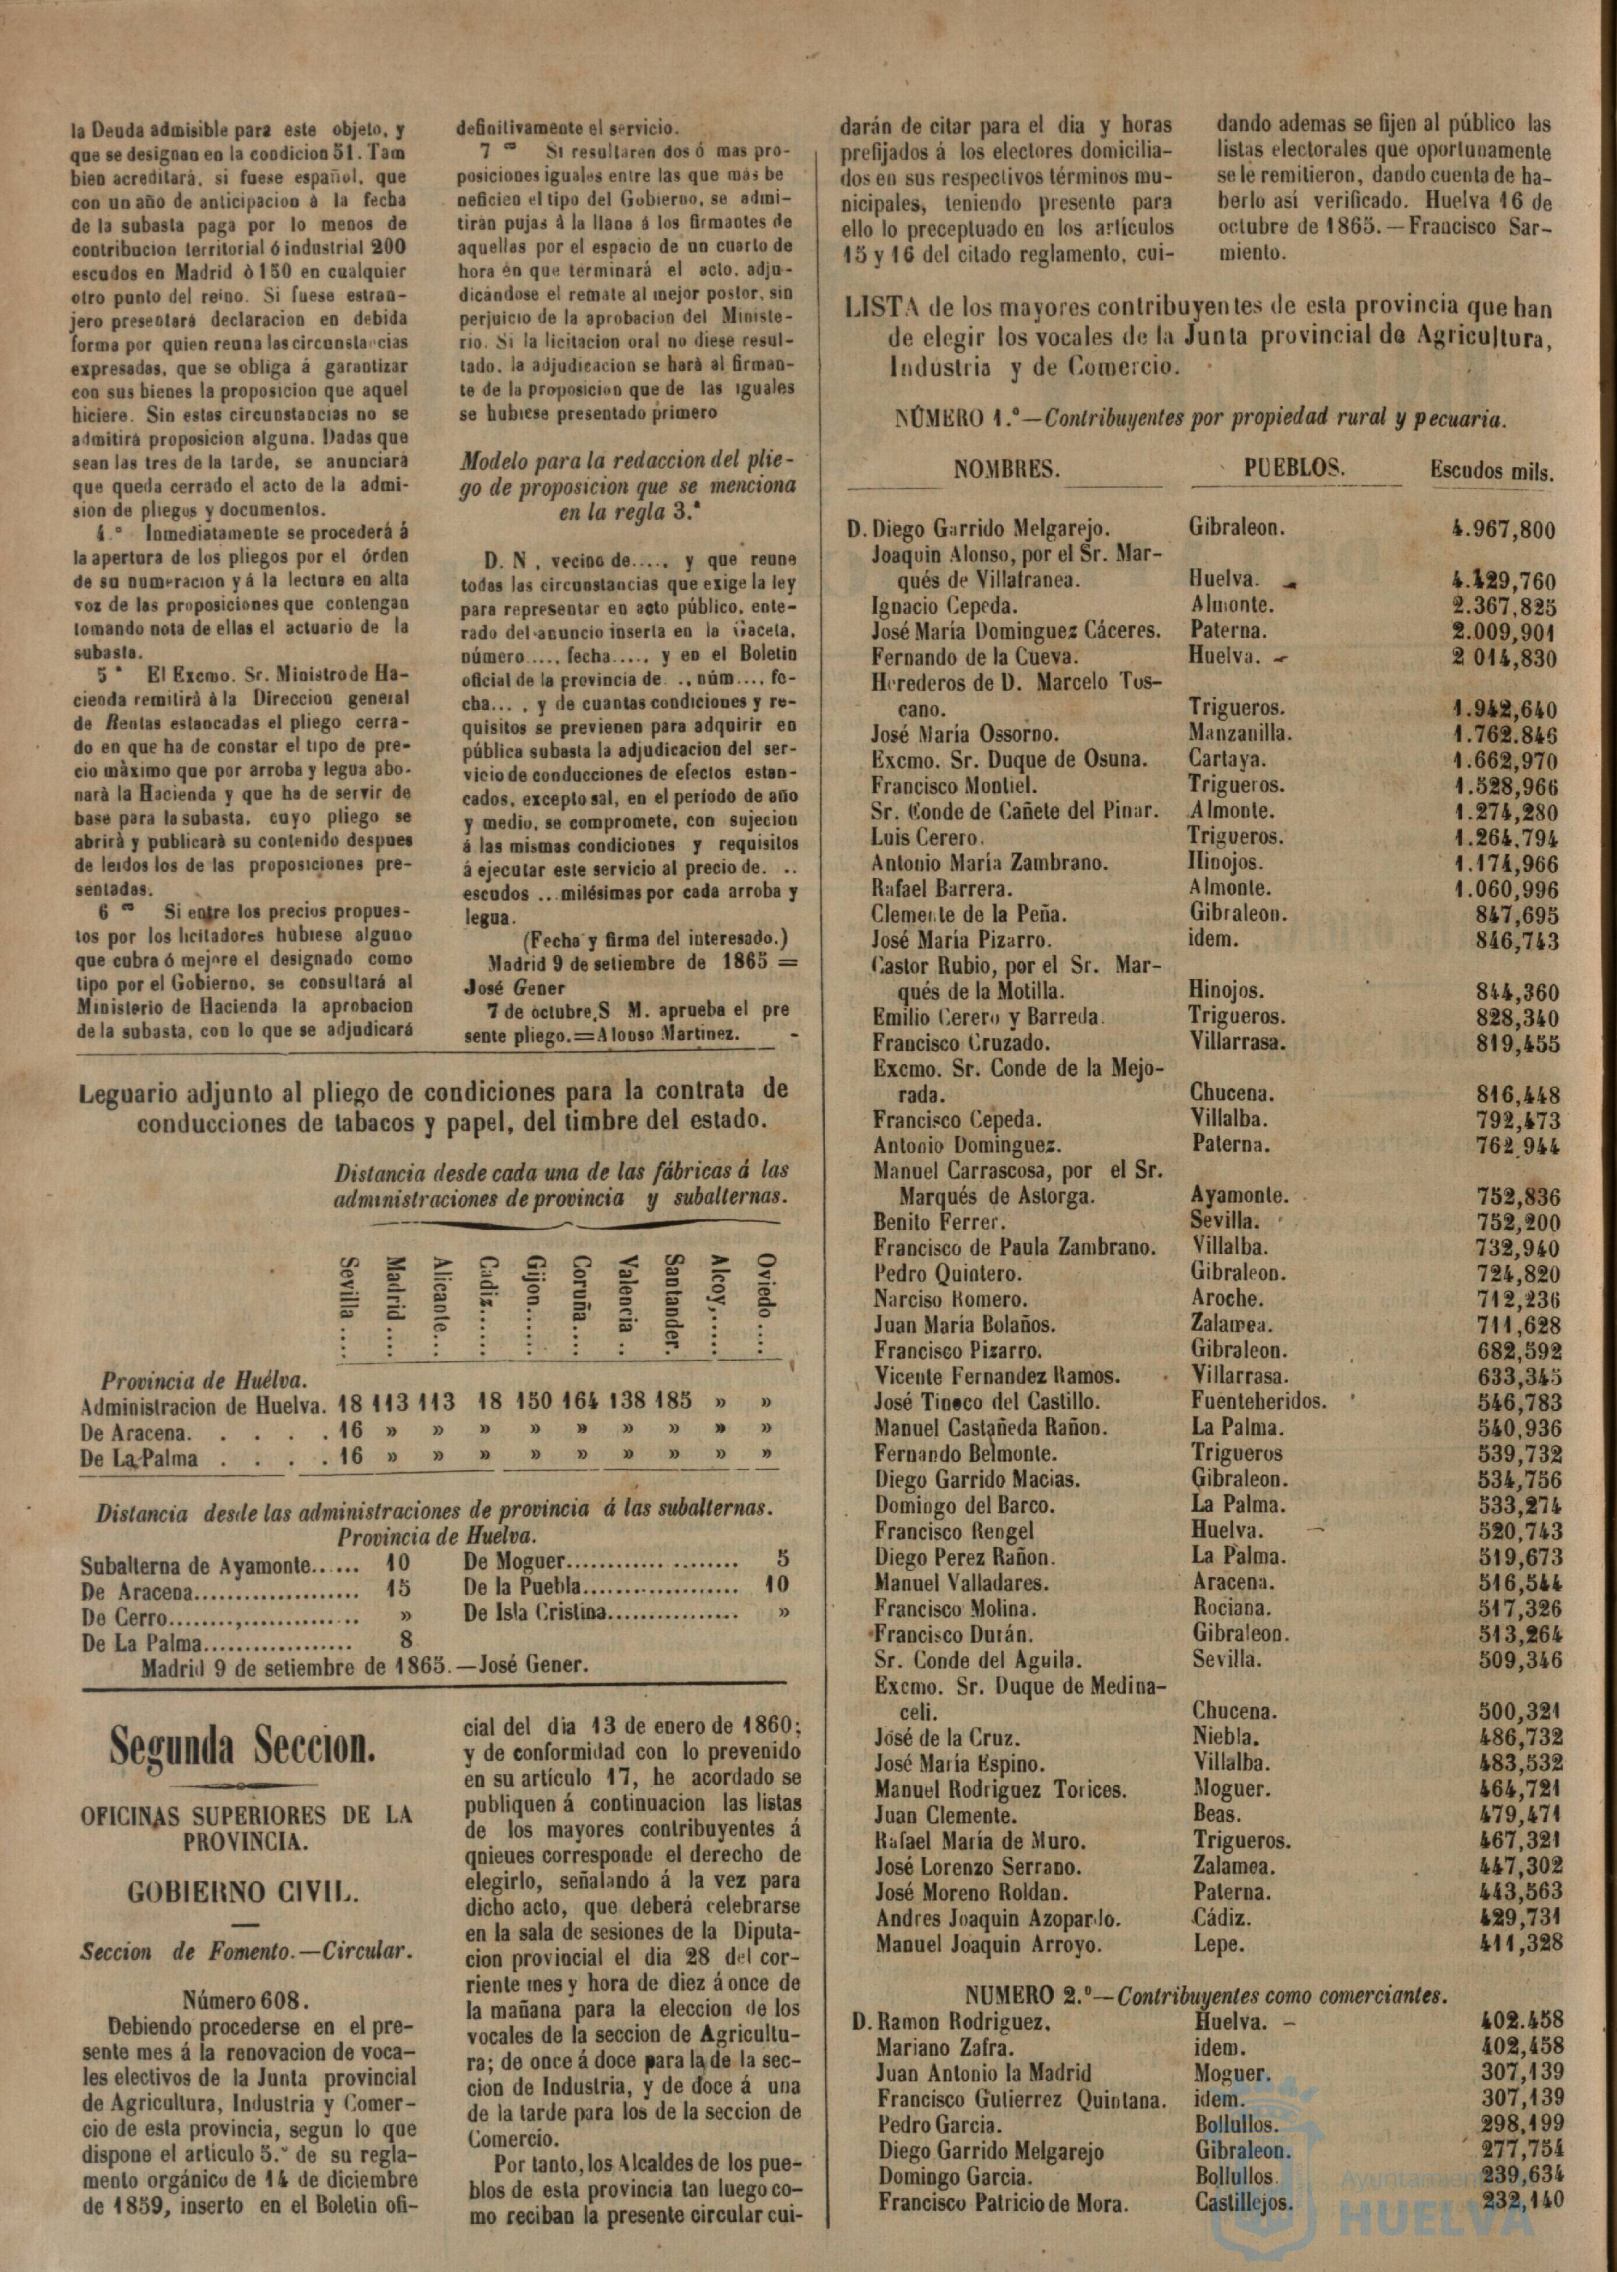 la Deuda admisible para este objeto, y
que se designan en la condicion 51. Tam
bien acreditará, si fuese español, que
con un año de anticipacion á la fecha
de la subasta paga por lo menos de
contribucion territorial ó industrial 200
escudos en Madrid ò 150 en cualquier
otro punto del reino. Si fuese estran-
jero presentará declaracion en debida
forma por quien reuna las circunstancias
expresadas, que se obliga á garantizar
con sus bienes la proposicion que aquel
hiciere. Sin estas circunstancias no se
admitirá proposicion alguna. Dadas que
sean las tres de la tarde, se anunciará
que queda cerrado el acto de la admi-
sion de pliegos y documentos.
4.º Inmediatamente se procederá á
la apertura de los pliegos por el órden
de su numeracion y á la lectura en alta
voz de las proposiciones que contengan
tomando nota de ellas el actuario de la
subasta.
5 ª El Excmo. Sr. Ministro de Ha-
cienda remitirá à la Direccion general
de Rentas estancadas el pliego cerra-
do en que ha de constar el tipo de pre-
cio màximo que por arroba y legua abo-
nará la Hacienda y que ha de servir de
base para la subasta, cuyo pliego se
abrirà y publicará su contenido despues
de leidos los de las proposiciones pre-
sentadas.
6 ª Si entre los precios propues-
tos por los licitadores hubiese alguno
que cubra ó mejore el designado como
tipo por el Gobierno, se consultará al
Ministerio de Hacienda la aprobacion
de la subasta, con lo que se adjudicará
definitivamente el servicio.
7 ª Si resultaren dos ó mas pro-
posiciones iguales entre las que más be
neficien el tipo del Gobierno, se admi-
tirán pujas á la llana á los firmantes de
aquellas por el espacio de un cuarto de
hora en que terminará el acto, adju-
dicándose el remate al mejor postor, sin
perjuicio de la aprobacion del Ministe-
rio. Si la licitacion oral no diese resul-
tado, la adjudicacion se hará al firman-
te de la proposicion que de las iguales
se hubiese presentado primero
Modelo para la redaccion del plie-
go de proposicion que se menciona
en la regla 3.ª
D. N , vecino de..... y que reune
todas las circunstancias que exige la ley
para representar en acto público, ente-
rado del anuncio inserta en la Gaceta,
número...., fecha....., y en el Boletin
oficial de la provincia de. .., núm...., fe-
cha... , y de cuantas condiciones y re-
quisitos se previenen para adquirir en
pública subasta la adjudicacion del ser-
vicio de conducciones de efectos estan-
cados, excepto sal, en el período de año
y medio, se compromete, con sujecion
á las mismas condiciones y requisitos
á ejecutar este servicio al precio de. ..
escudos ... milésimas por cada arroba y
legua.
(Fecha y firma del interesado.)
Madrid 9 de setiembre de 1865 =
José Gener
7 de octubre, S M. aprueba el pre
sente pliego.=Alonso Martinez.
Leguario adjunto al pliego de condiciones para la contrata de
conducciones de tabacos y papel, del timbre del estado.
Distancia desde cada una de las fábricas á las
administraciones de provincia y subalternas.
Sevilla .... Madrid .... Alicante.... Cadiz...... Gijon...... Coruña.... Valencia .. Santander. Alcoy,..... Oviedo ....
Provincia de Huélva.
Administracion de Huelva. 18 113 113 18 150 164 138 185 » »
De Aracena. . . . . . 16 » » » » » » » » »
De La Palma . . . . . 16 » » » » » » » » »
Distancia desde las administraciones de provincia á las subalternas.
Provincia de Huelva.
Subalterna de Ayamonte...... 10 De Moguer................... 5
De Aracena................... 15 De la Puebla................. 10
De Cerro...................... » De Isla Cristina............... »
De La Palma................. 8
Madrid 9 de setiembre de 1865.—José Gener.
Segunda Seccion.
OFICINAS SUPERIORES DE LA
PROVINCIA.
GOBIERNO CIVIL.
Seccion de Fomento.—Circular.
Número 608.
Debiendo procederse en el pre-
sente mes á la renovacion de voca-
les electivos de la Junta provincial
de Agricultura, Industria y Comer-
cio de esta provincia, segun lo que
dispone el artículo 5.º de su regla-
mento orgánico de 14 de diciembre
de 1859, inserto en el Boletin ofi-
cial del dia 13 de enero de 1860;
y de conformidad con lo prevenido
en su artículo 17, he acordado se
publiquen á continuacion las listas
de los mayores contribuyentes á
qnieues corresponde el derecho de
elegirlo, señalando á la vez para
dicho acto, que deberá celebrarse
en la sala de sesiones de la Diputa-
cion provincial el dia 28 del cor-
riente mes y hora de diez á once de
la mañana para la eleccion de los
vocales de la seccion de Agricultu-
ra; de once á doce para la de la sec-
cion de Industria, y de doce á una
de la tarde para los de la seccion de
Comercio.
Por tanto, los Alcaldes de los pue-
blos de esta provincia tan luego co-
mo reciban la presente circular cui-
darán de citar para el dia y horas
prefijados á los electores domicilia-
dos en sus respectivos términos mu-
nicipales, teniendo presente para
ello lo preceptuado en los artículos
15 y 16 del citado reglamento, cui-
dando ademas se fijen al público las
listas electorales que oportunamente
se le remitieron, dando cuenta de ha-
berlo así verificado. Huelva 16 de
octubre de 1865.—Francisco Sar-
miento.
LISTA de los mayores contribuyentes de esta provincia que han
de elegir los vocales de la Junta provincial de Agricultura,
Industria y de Comercio.
NÚMERO 1.º—Contribuyentes por propiedad rural y pecuaria.
NOMBRES. PUEBLOS. Escudos mils.
D. Diego Garrido Melgarejo. Gibraleon. 4.967,800
Joaquin Alonso, por el Sr. Mar-
qués de Villafranea. Huelva. 4.429,760
Ignacio Cepeda. Almonte. 2.367,825
José María Dominguez Cáceres. Paterna. 2.009,901
Fernando de la Cueva. Huelva. 2 014,830
Herederos de D. Marcelo Tos-
cano. Trigueros. 1.942,640
José María Ossorno. Manzanilla. 1.762.846
Excmo. Sr. Duque de Osuna. Cartaya. 1.662,970
Francisco Montiel. Trigueros. 1.528,966
Sr. Conde de Cañete del Pinar. Almonte. 1.274,280
Luis Cerero. Trigueros. 1.264.794
Antonio María Zambrano. Hinojos. 1.174,966
Rafael Barrera. Almonte. 1.060,996
Clemente de la Peña. Gibraleon. 847,695
José María Pizarro. idem. 846,743
Castor Rubio, por el Sr. Mar-
qués de la Motilla. Hinojos. 844,360
Emilio Cerero y Barreda. Trigueros. 828,340
Francisco Cruzado. Villarrasa. 819,455
Excmo. Sr. Conde de la Mejo-
rada. Chucena. 816,448
Francisco Cepeda. Villalba. 792,473
Antonio Dominguez. Paterna. 762 944
Manuel Carrascosa, por el Sr.
Marqués de Astorga. Ayamonte. 752,836
Benito Ferrer. Sevilla. 752,200
Francisco de Paula Zambrano. Villalba. 732,940
Pedro Quintero. Gibraleon. 724,820
Narciso Romero. Aroche. 712,236
Juan María Bolaños. Zalamea. 711,628
Francisco Pizarro. Gibraleon. 682,592
Vicente Fernandez Ramos. Villarrasa. 633,345
José Tinoco del Castillo. Fuenteheridos. 546,783
Manuel Castañeda Rañon. La Palma. 540,936
Fernando Belmonte. Trigueros 539,732
Diego Garrido Macias. Gibraleon. 534,756
Domingo del Barco. La Palma. 533,274
Francisco Rengel Huelva. 520,743
Diego Perez Rañon. La Palma. 519,673
Manuel Valladares. Aracena. 516,544
Francisco Molina. Rociana. 517,326
Francisco Durán. Gibraleon. 513,264
Sr. Conde del Aguila. Sevilla. 509,346
Excmo. Sr. Duque de Medina-
celi. Chucena. 500,321
José de la Cruz. Niebla. 486,732
José María Espino. Villalba. 483,532
Manuel Rodriguez Torices. Moguer. 464,721
Juan Clemente. Beas. 479,471
Rafael María de Muro. Trigueros. 467,321
José Lorenzo Serrano. Zalamea. 447,302
José Moreno Roldan. Paterna. 443,563
Andres Joaquin Azopardo. Cádiz. 429,731
Manuel Joaquin Arroyo. Lepe. 411,328
NUMERO 2.º—Contribuyentes como comerciantes.
D. Ramon Rodriguez. Huelva. — 402.458
Mariano Zafra. idem. 402,458
Juan Antonio la Madrid Moguer. 307,139
Francisco Gutierrez Quintana. idem. 307,139
Pedro Garcia. Bollullos. 298,199
Diego Garrido Melgarejo Gibraleon. 277,754
Domingo Garcia. Bollullos. 239,634
Francisco Patricio de Mora. Castillejos. 232,140
HUELVA